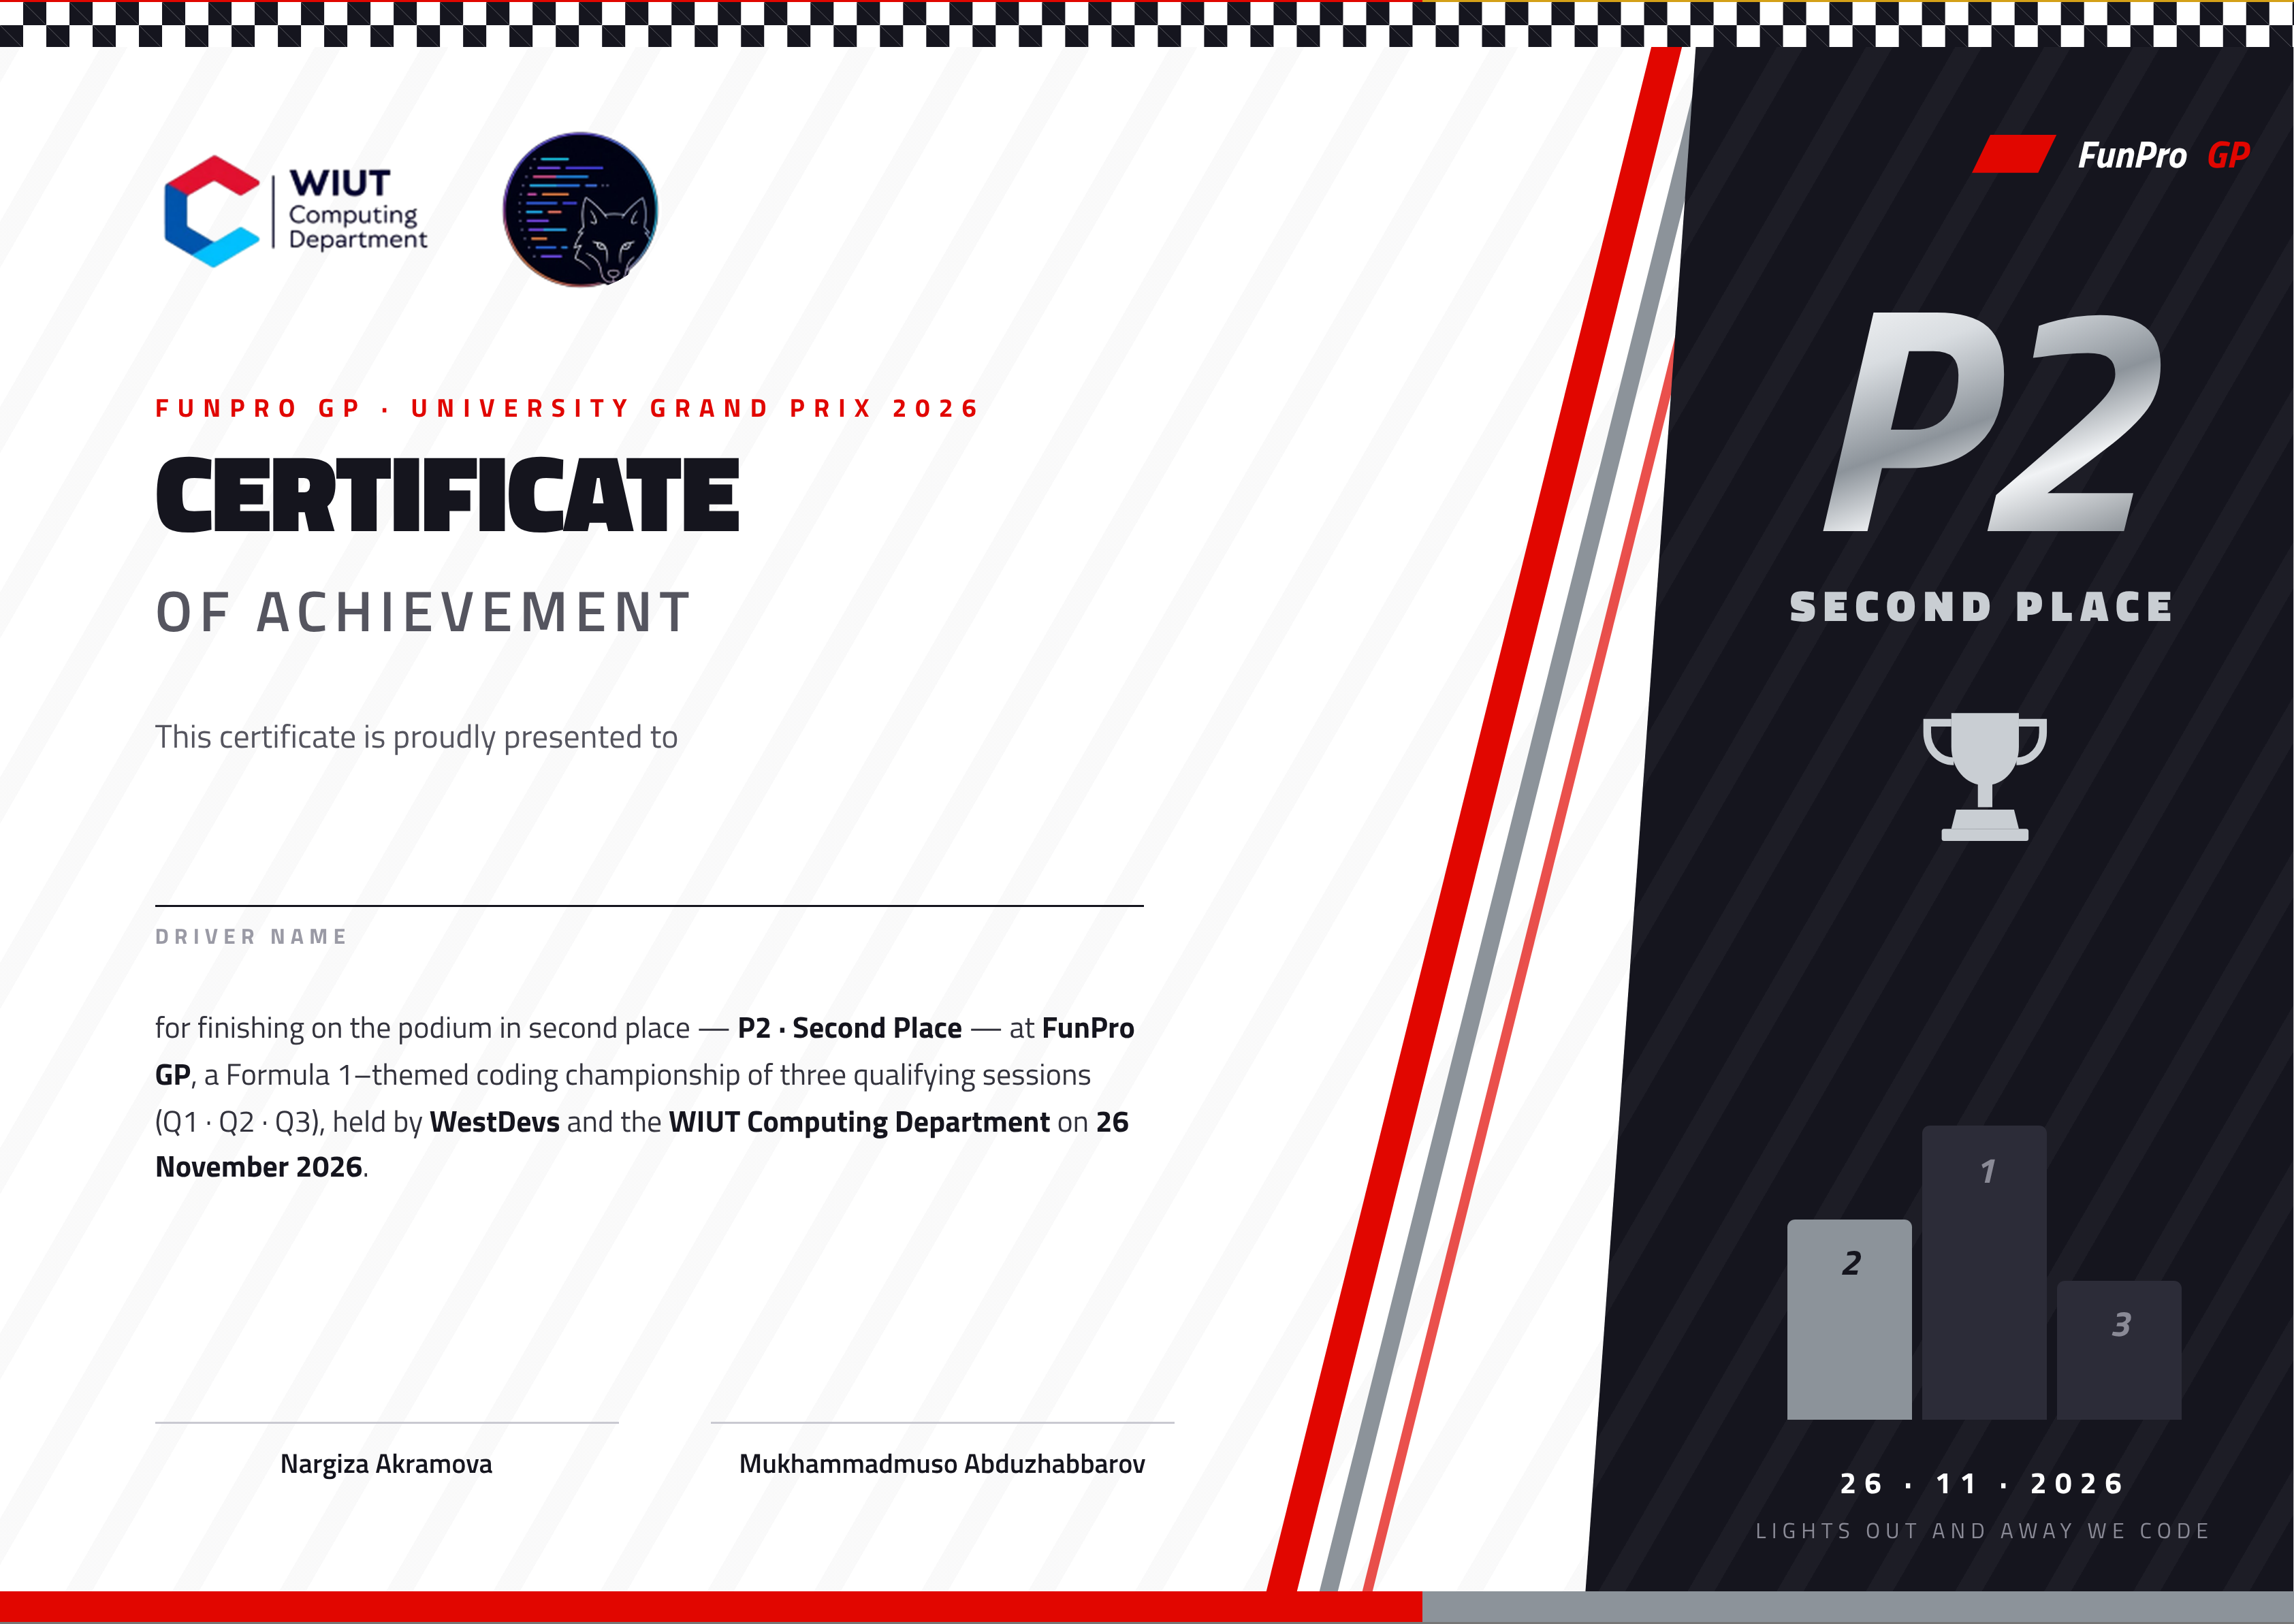 WIUT
Computing
Department
FUNPRO GP · UNIVERSITY GRAND PRIX 2026
CERTIFICATE
OF ACHIEVEMENT
This certificate is proudly presented to
DRIVER NAME
for finishing on the podium in second place — P2 · Second Place — at FunPro
GP, a Formula 1–themed coding championship of three qualifying sessions
(Q1 · Q2 · Q3), held by WestDevs and the WIUT Computing Department on 26
November 2026.
Nargiza Akramova
Mukhammadmuso Abduzhabbarov
FunPro GP
P2
SECOND PLACE
1
2
3
26 · 11 · 2026
LIGHTS OUT AND AWAY WE CODE